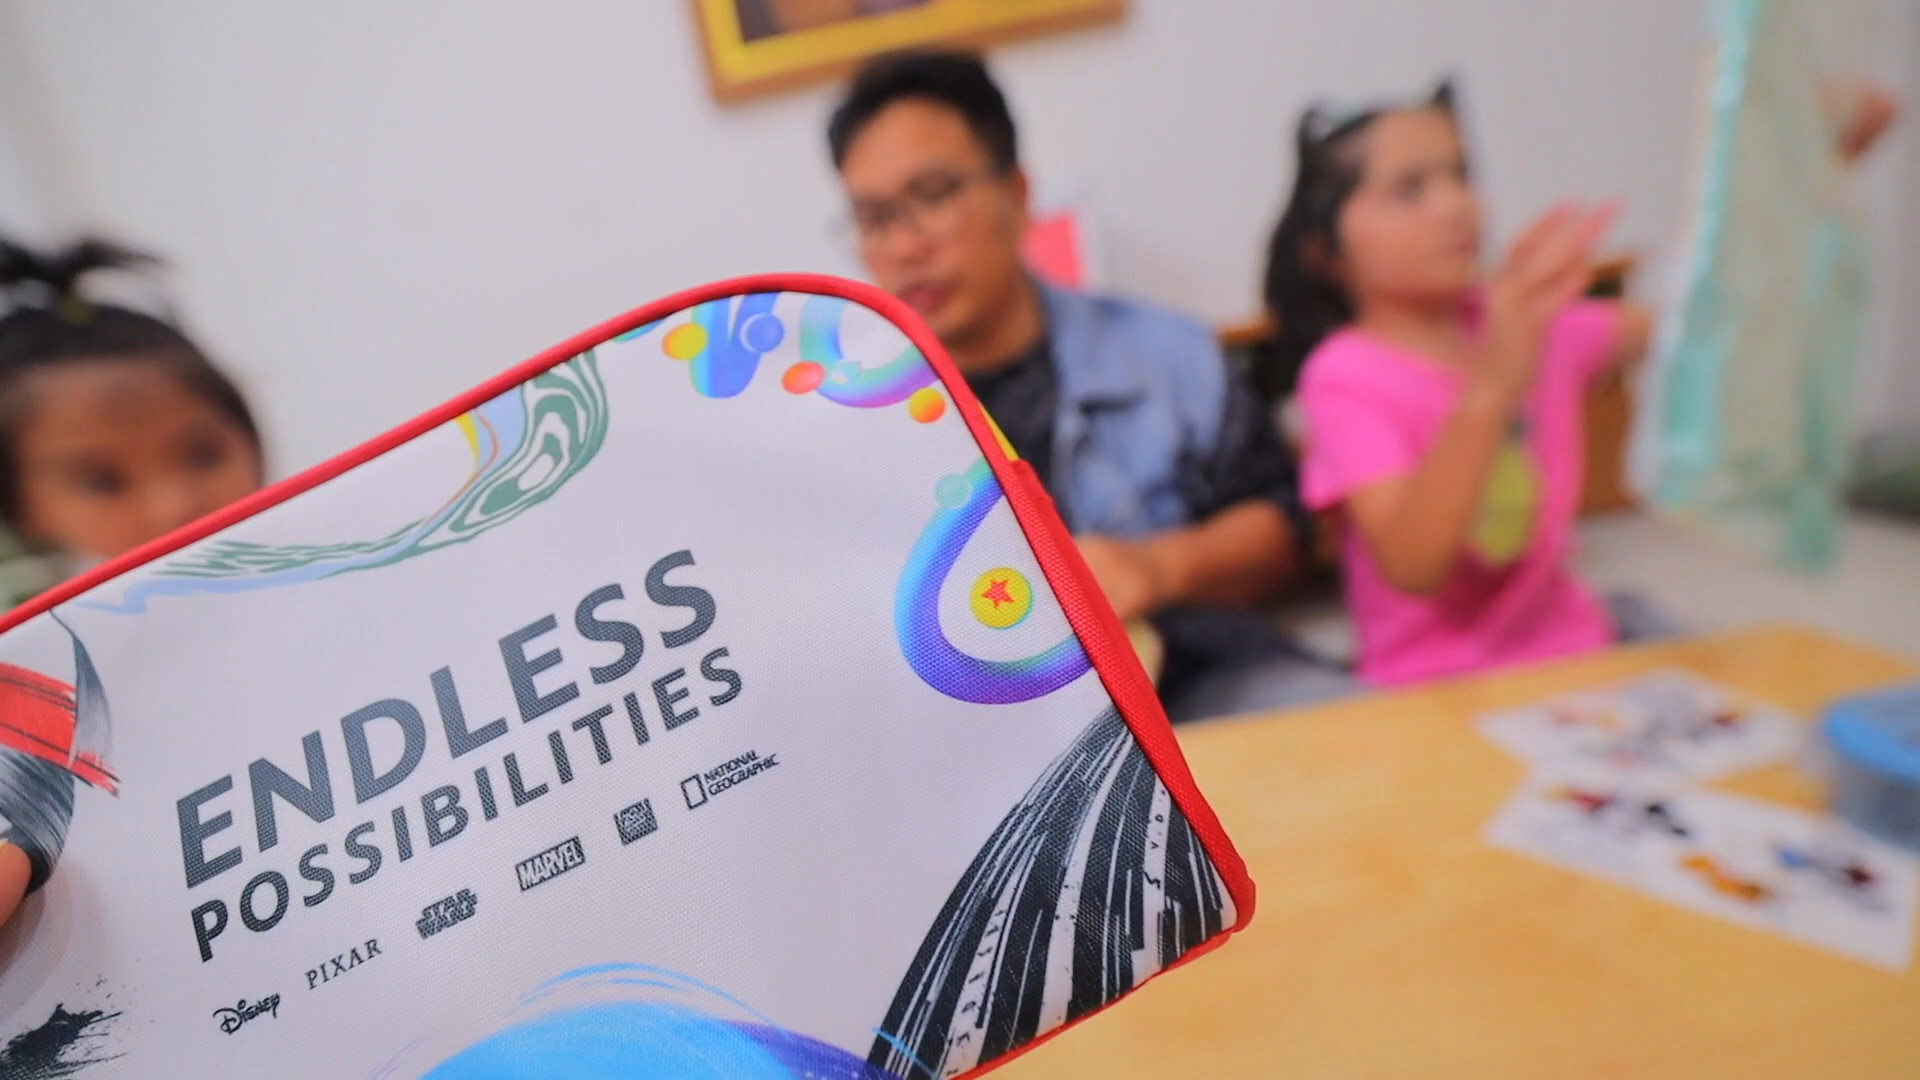 ENDLESS
POSSIBILITIES
DISNEY PIXAR STAR WARS MARVEL NATIONAL GEOGRAPHIC